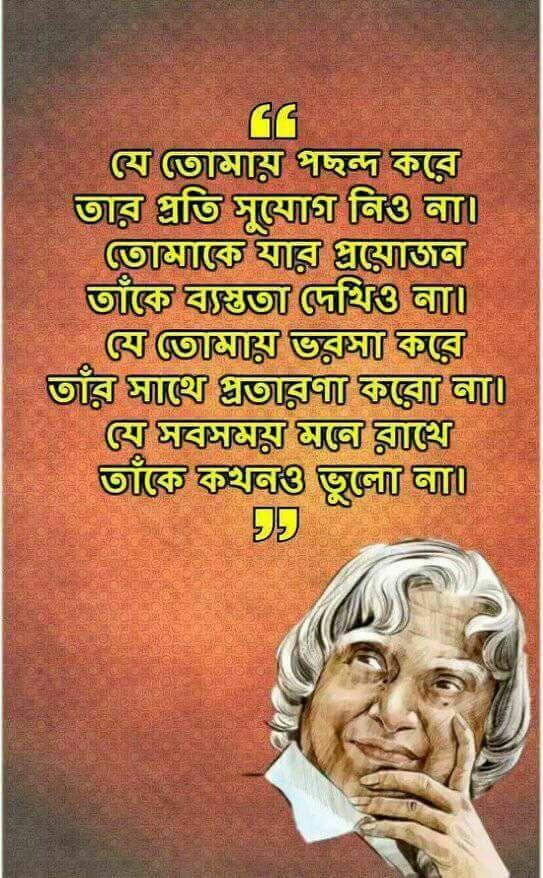 “
যে তোমায় পছন্দ করে
তার প্রতি সুযোগ নিও না।
তোমাকে যার প্রয়োজন
তাঁকে ব্যস্ততা দেখিও না।
যে তোমায় ভরসা করে
তাঁর সাথে প্রতারণা করো না।
যে সবসময় মনে রাখে
তাঁকে কখনও ভুলো না।
”